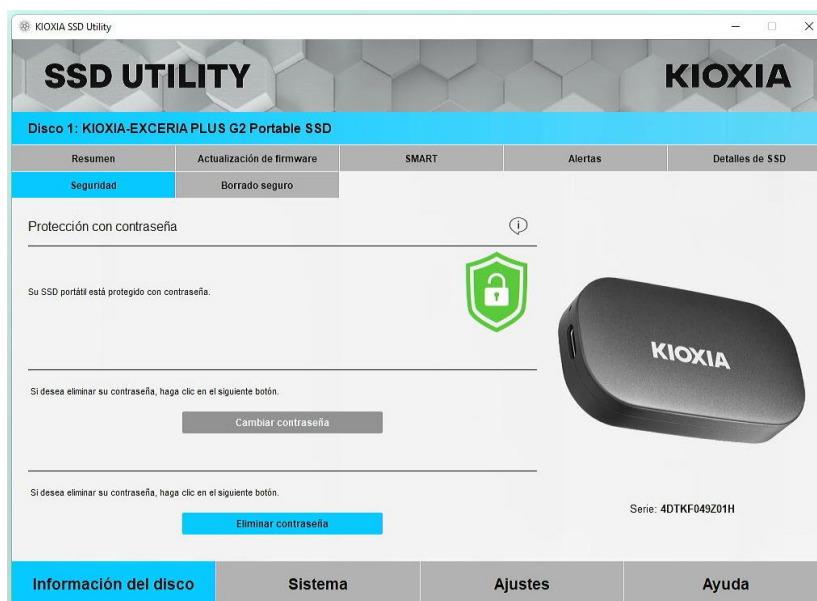 KIOXIA SSD Utility
SSD UTILITY
KIOXIA
Disco 1: KIOXIA-EXCERIA PLUS G2 Portable SSD
Resumen
Actualización de firmware
SMART
Alertas
Detalles de SSD
Seguridad
Borrado seguro
Protección con contraseña
Su SSD portátil está protegido con contraseña.
KIOXIA
Si desea eliminar su contraseña, haga clic en el siguiente botón.
Cambiar contraseña
Si desea eliminar su contraseña, haga clic en el siguiente botón.
Serie: 4DTKF049Z01H
Eliminar contraseña
Información del disco
Sistema
Ajustes
Ayuda